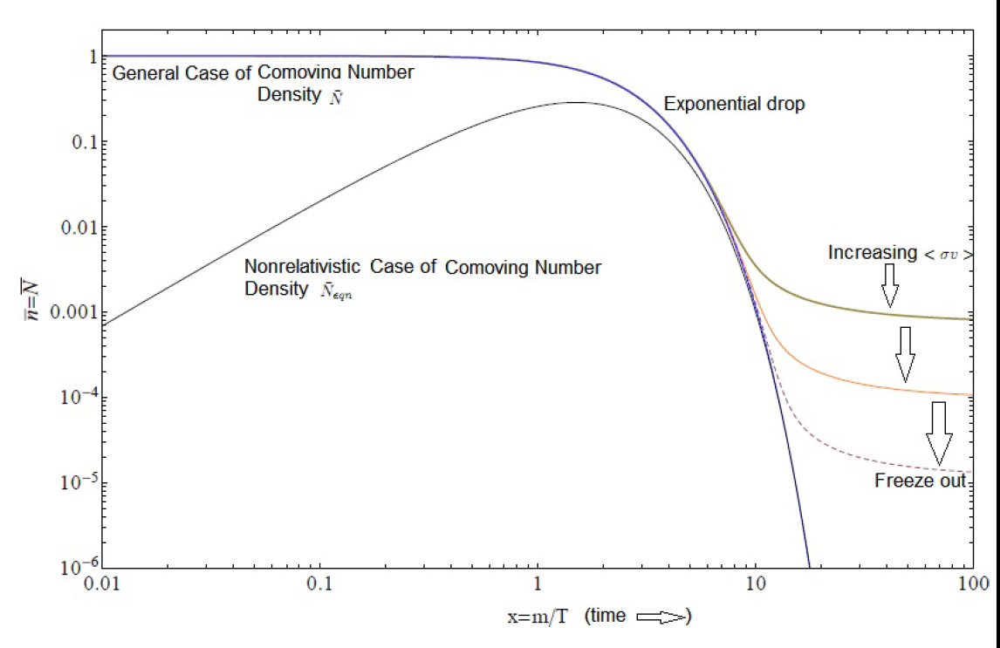 1
General Case of Comoving Number
Density N̄
Exponential drop
0.1
0.01
Increasing < σv >
Nonrelativistic Case of Comoving Number
Density N̄eqn
n̄=N̄
0.001
10⁻⁴
10⁻⁵
Freeze out
10⁻⁶
0.01 0.1 1 10 100
x=m/T (time )